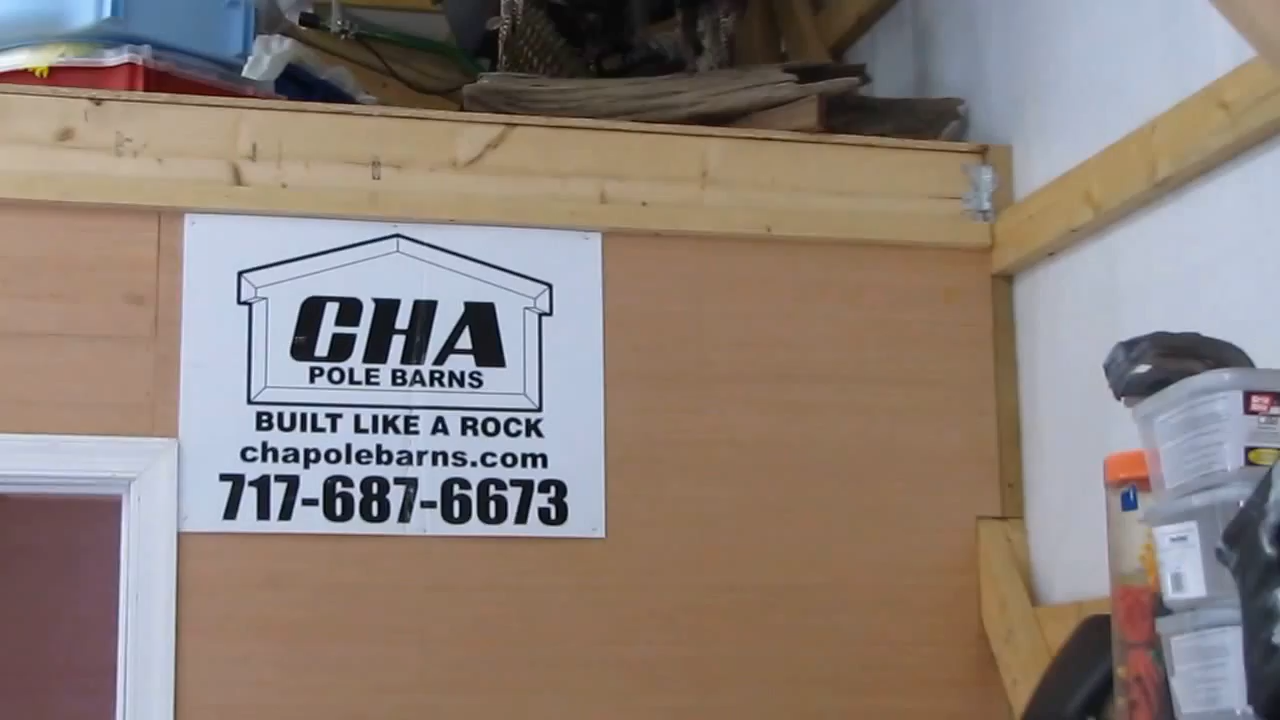 CHA
POLE BARNS
BUILT LIKE A ROCK
chapolebarns.com
717-687-6673